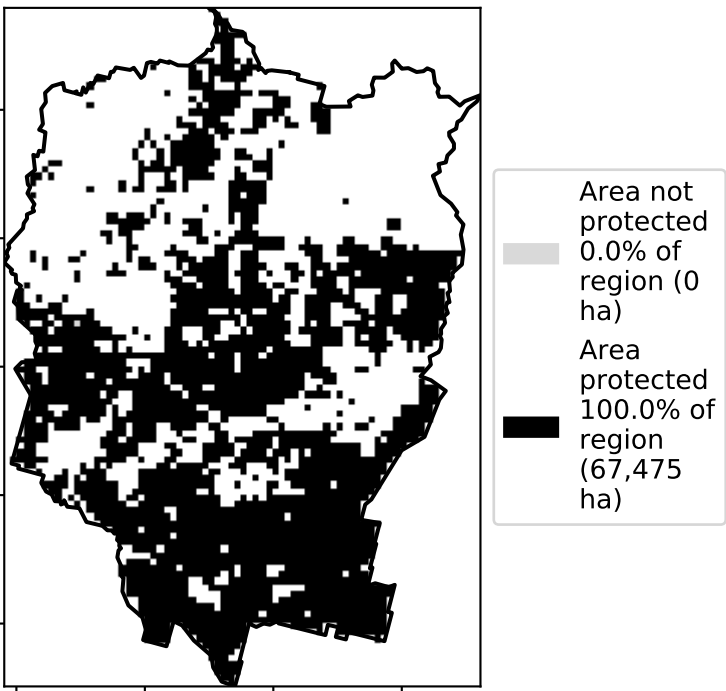 Area not
protected
0.0% of
region (0
ha)
Area
protected
100.0% of
region
(67,475
ha)